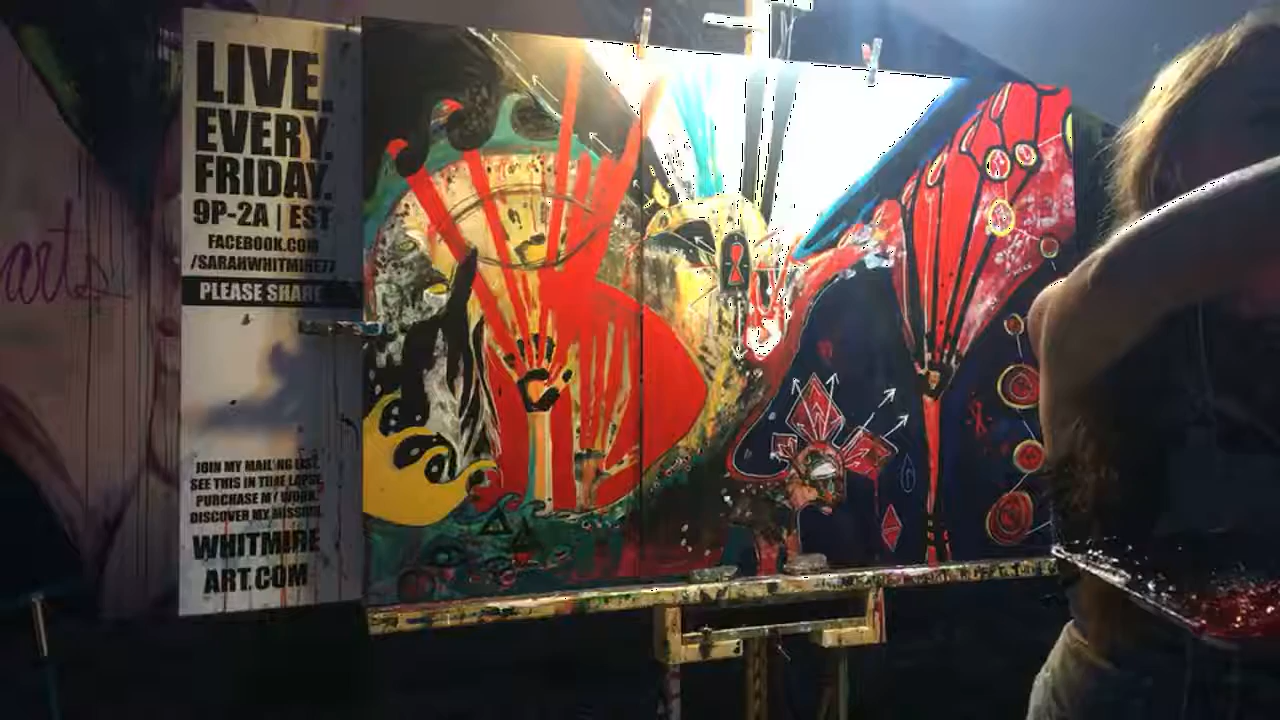 LIVE.
EVERY.
FRIDAY.
9P-2A | EST
FACEBOOK.COM
/SARAHWHITMIRE77
PLEASE SHARE
JOIN MY MAILING LIST.
SEE THIS IN TIME LAPSE.
PURCHASE MY WORK.
DISCOVER MY MISSION.
WHITMIRE
ART.COM